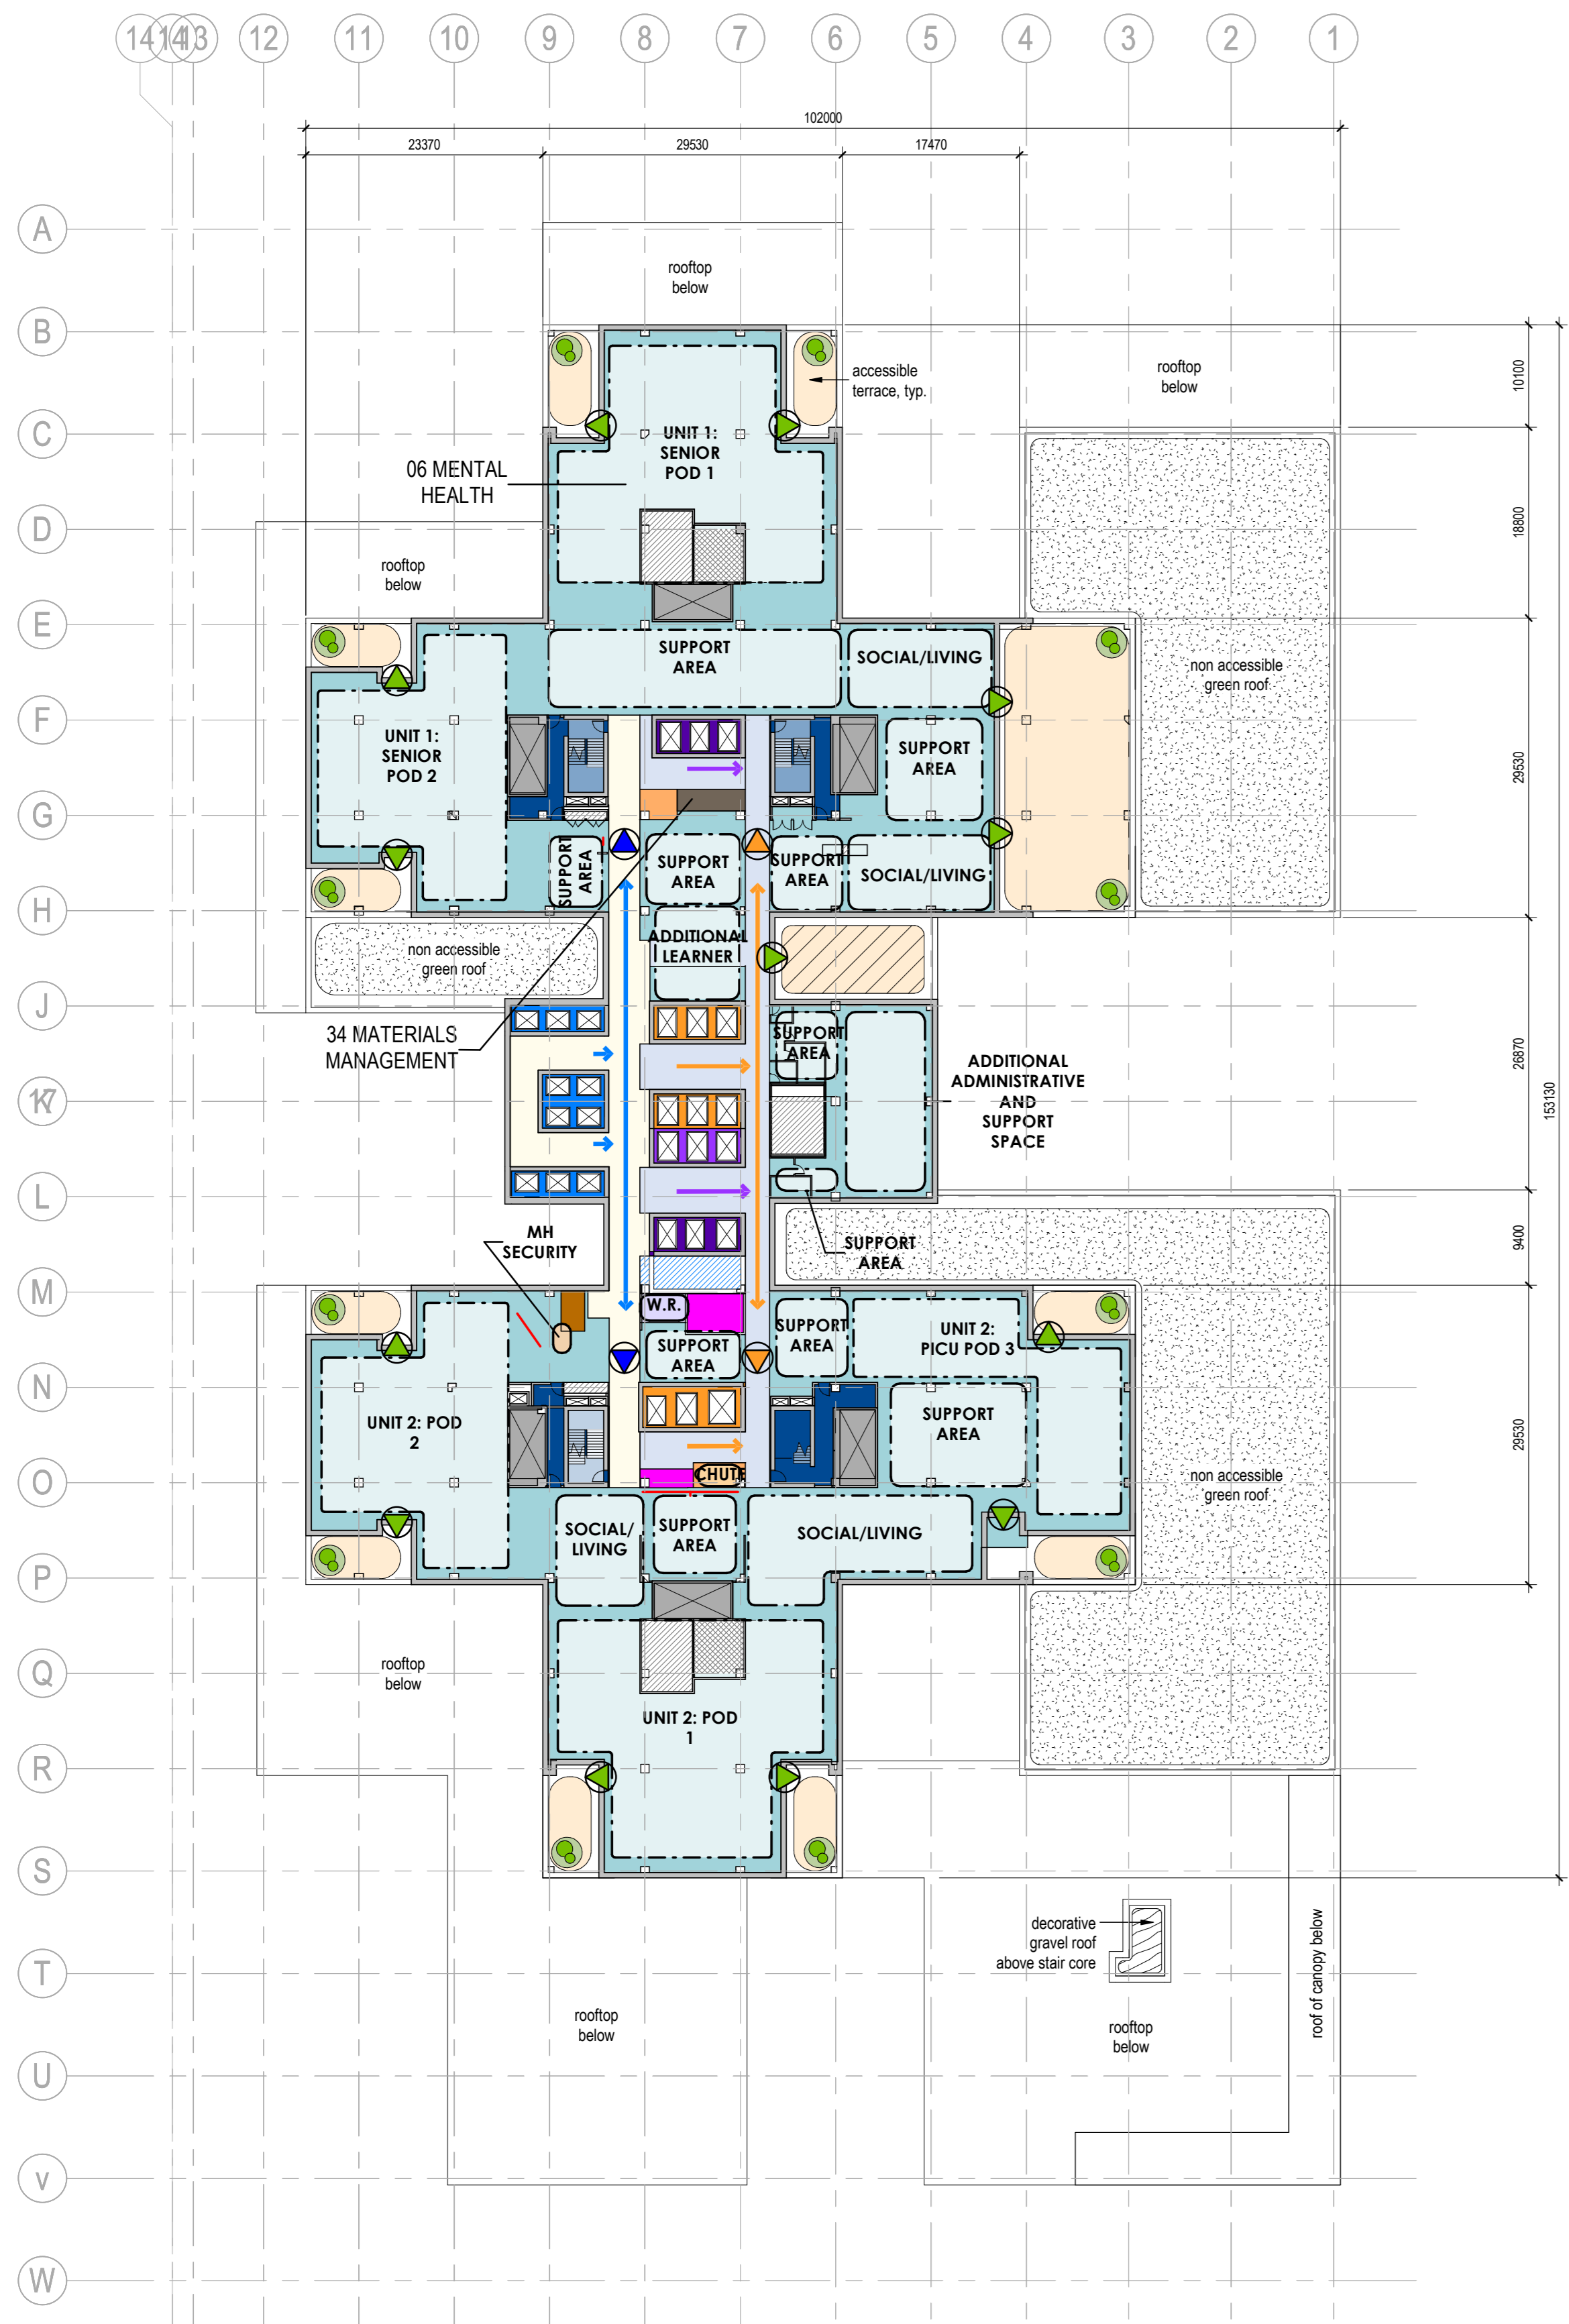 14
14
13
12
11
10
9
8
7
6
5
4
3
2
1
102000
23370
29530
17470
A
rooftop
below
B
10100
accessible
terrace, typ.
rooftop
below
C
UNIT 1:
SENIOR
POD 1
06 MENTAL
HEALTH
18800
D
rooftop
below
E
SUPPORT
AREA
SOCIAL/LIVING
non accessible
green roof
F
UNIT 1:
SENIOR
POD 2
SUPPORT
AREA
29530
G
SUPPORT
AREA
SUPPORT
AREA
SUPPORT
AREA
SOCIAL/LIVING
H
ADDITIONAL
LEARNER
non accessible
green roof
J
34 MATERIALS
MANAGEMENT
SUPPORT
AREA
ADDITIONAL
ADMINISTRATIVE
AND
SUPPORT
SPACE
26870
153130
K
17
L
MH
SECURITY
SUPPORT
AREA
9400
M
W.R.
SUPPORT
AREA
SUPPORT
AREA
UNIT 2:
PICU POD 3
N
UNIT 2: POD
2
SUPPORT
AREA
29530
CHUTE
non accessible
green roof
O
SOCIAL/
LIVING
SUPPORT
AREA
SOCIAL/LIVING
P
rooftop
below
Q
UNIT 2: POD
1
R
S
decorative
gravel roof
above stair core
roof of canopy below
T
rooftop
below
rooftop
below
U
v
W